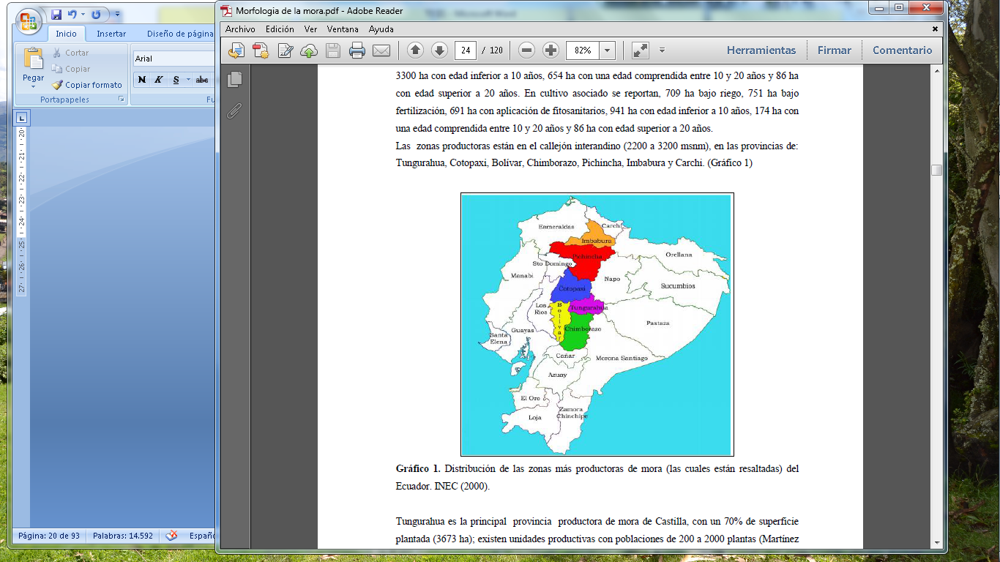 Morfologia de la mora.pdf - Adobe Reader
Archivo Edición Ver Ventana Ayuda
24 / 120 82% Herramientas Firmar Comentario
Inicio Insertar Diseño de página
Pegar
Cortar
Copiar
Copiar formato
Portapapeles
Arial
N K S abc
Fu
3300 ha con edad inferior a 10 años, 654 ha con una edad comprendida entre 10 y 20 años y 86 ha
con edad superior a 20 años. En cultivo asociado se reportan, 709 ha bajo riego, 751 ha bajo
fertilización, 691 ha con aplicación de fitosanitarios, 941 ha con edad inferior a 10 años, 174 ha con
una edad comprendida entre 10 y 20 años y 86 ha con edad superior a 20 años.
Las zonas productoras están en el callejón interandino (2200 a 3200 msnm), en las provincias de:
Tungurahua, Cotopaxi, Bolívar, Chimborazo, Pichincha, Imbabura y Carchi. (Gráfico 1)
Esmeraldas
Carchi
Imbabura
Pichincha
Orellana
Sto Domingo
Manabi
Napo
Sucumbios
Cotopaxi
Los
Rios
Bolivar
Tungurahua
Pastaza
Guayas
Chimborazo
Santa
Elena
Cañar
Morona Santiago
Azuay
El Oro
Zamora
Chinchipe
Loja
Gráfico 1. Distribución de las zonas más productoras de mora (las cuales están resaltadas) del
Ecuador. INEC (2000).
Tungurahua es la principal provincia productora de mora de Castilla, con un 70% de superficie
plantada (3673 ha); existen unidades productivas con poblaciones de 200 a 2000 plantas (Martínez
20 21 22 23 24 25 26 27
Página: 20 de 93 Palabras: 14.592 Españo